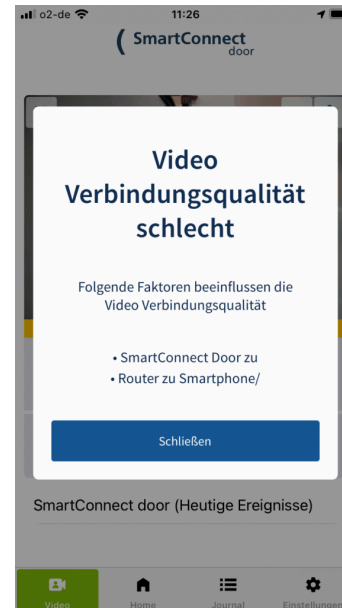 o2-de 11:26
( SmartConnect
door
Video
Verbindungsqualität
schlecht
Folgende Faktoren beeinflussen die
Video Verbindungsqualität
• SmartConnect Door zu
• Router zu Smartphone/
Schließen
SmartConnect door (Heutige Ereignisse)
Video Home Journal Einstellungen